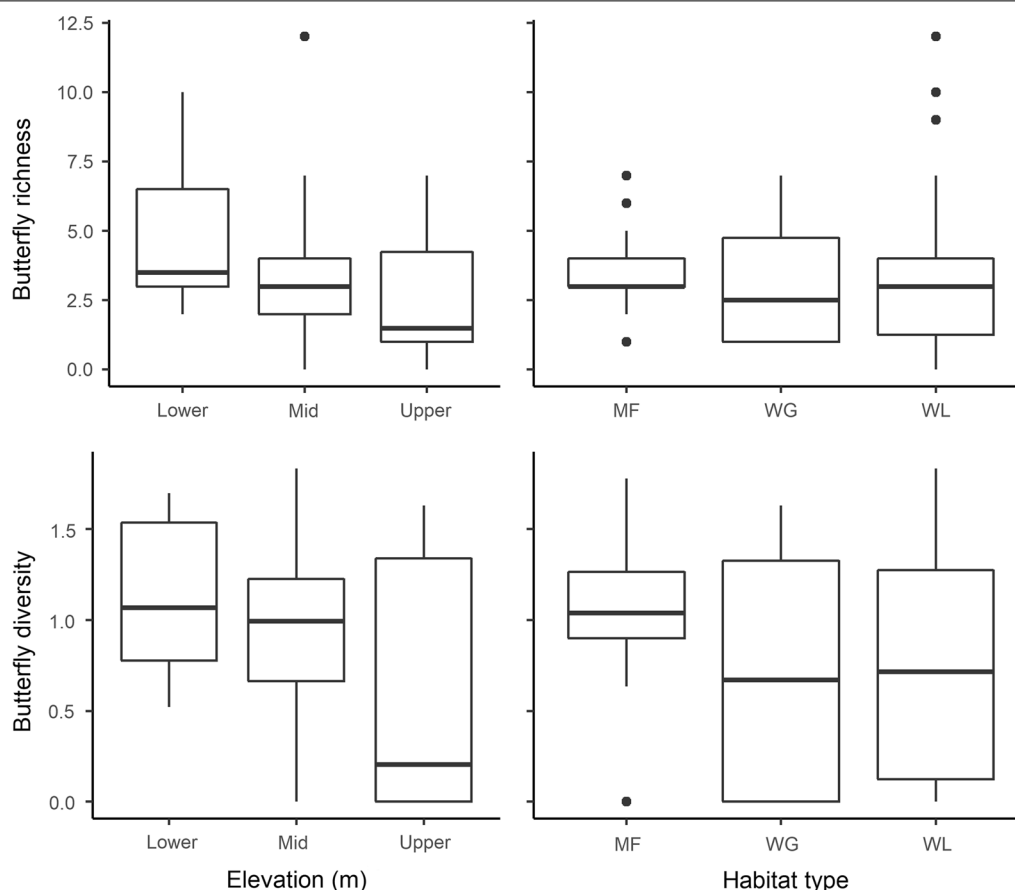 Butterfly richness
12.5
10.0
7.5
5.0
2.5
0.0
Lower Mid Upper
MF WG WL
Butterfly diversity
1.5
1.0
0.5
0.0
Lower Mid Upper
Elevation (m)
MF WG WL
Habitat type